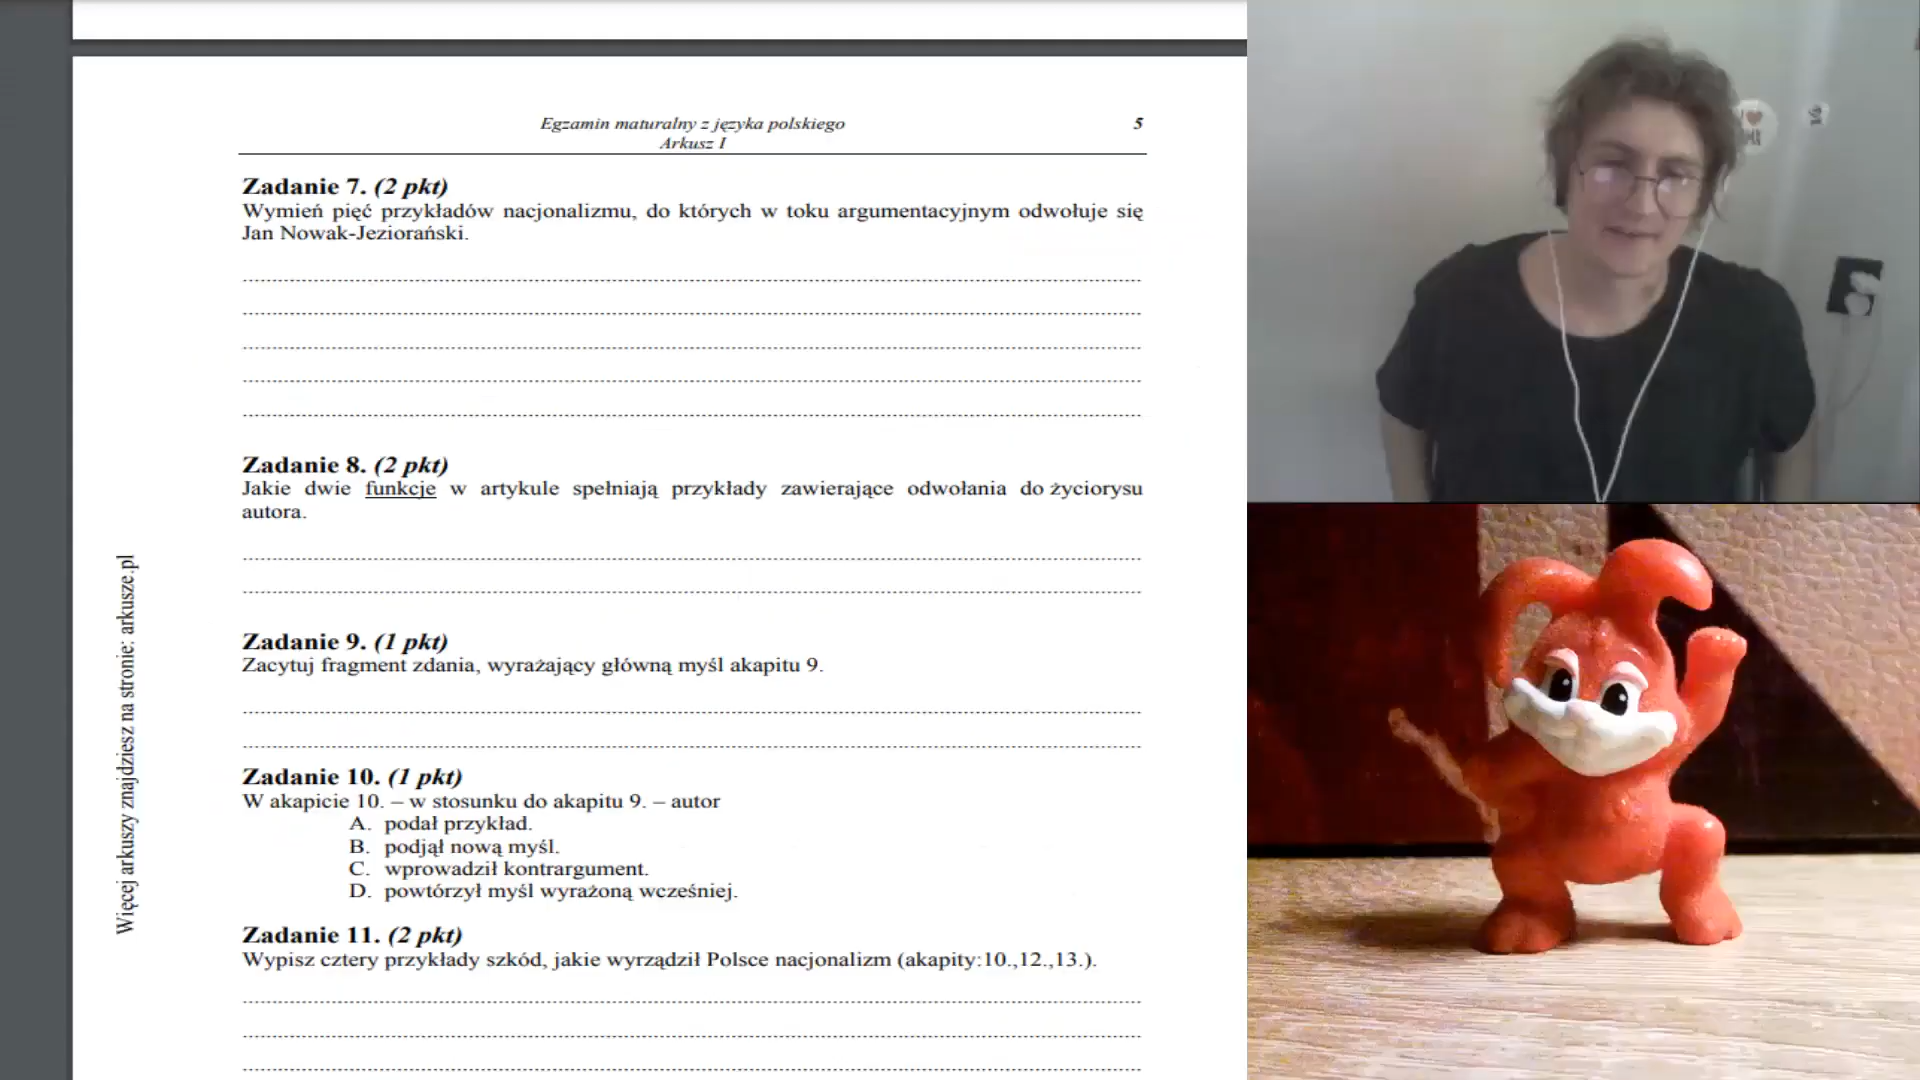 Egzamin maturalny z języka polskiego
5
Arkusz I
Zadanie 7. (2 pkt)
Wymień pięć przykładów nacjonalizmu, do których w toku argumentacyjnym odwołuje się
Jan Nowak-Jeziorański.
Zadanie 8. (2 pkt)
Jakie dwie funkcje w artykule spełniają przykłady zawierające odwołania do życiorysu
autora.
Zadanie 9. (1 pkt)
Zacytuj fragment zdania, wyrażający główną myśl akapitu 9.
Zadanie 10. (1 pkt)
W akapicie 10. – w stosunku do akapitu 9. – autor
A. podał przykład.
B. podjął nową myśl.
C. wprowadził kontrargument.
D. powtórzył myśl wyrażoną wcześniej.
Zadanie 11. (2 pkt)
Wypisz cztery przykłady szkód, jakie wyrządził Polsce nacjonalizm (akapity:10.,12.,13.).
Więcej arkuszy znajdziesz na stronie: arkusze.pl